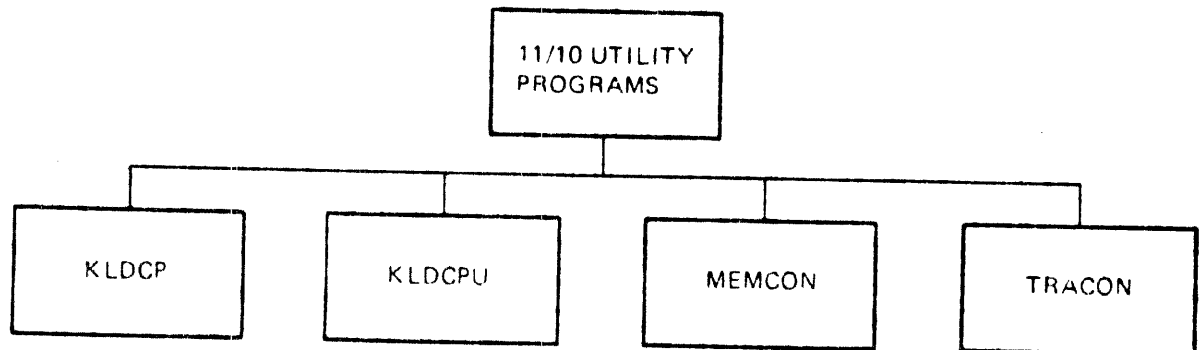 11/10 UTILITY
PROGRAMS
KLDCP
KLDCPU
MEMCON
TRACON